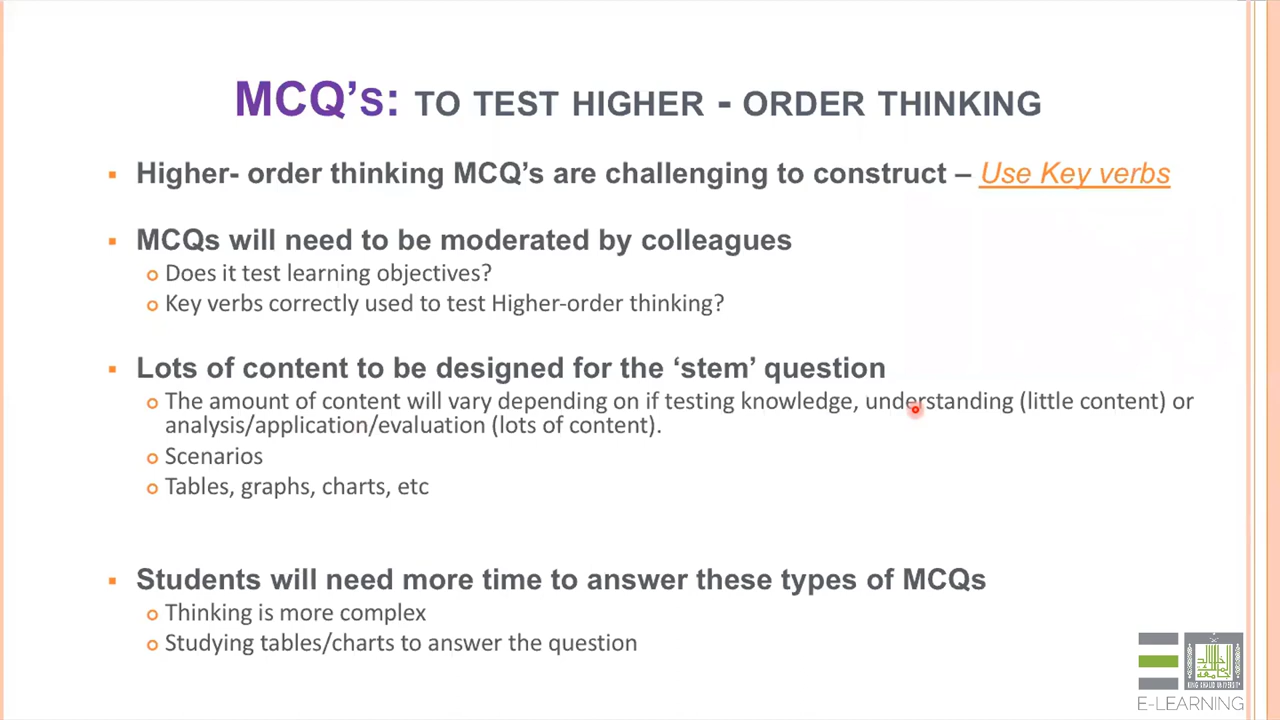 MCQ's: TO TEST HIGHER - ORDER THINKING
Higher- order thinking MCQ's are challenging to construct – Use Key verbs
MCQs will need to be moderated by colleagues
Does it test learning objectives?
Key verbs correctly used to test Higher-order thinking?
Lots of content to be designed for the ‘stem’ question
The amount of content will vary depending on if testing knowledge, understanding (little content) or
analysis/application/evaluation (lots of content).
Scenarios
Tables, graphs, charts, etc
Students will need more time to answer these types of MCQs
Thinking is more complex
Studying tables/charts to answer the question
KING KHALID UNIVERSITY
E-LEARNING